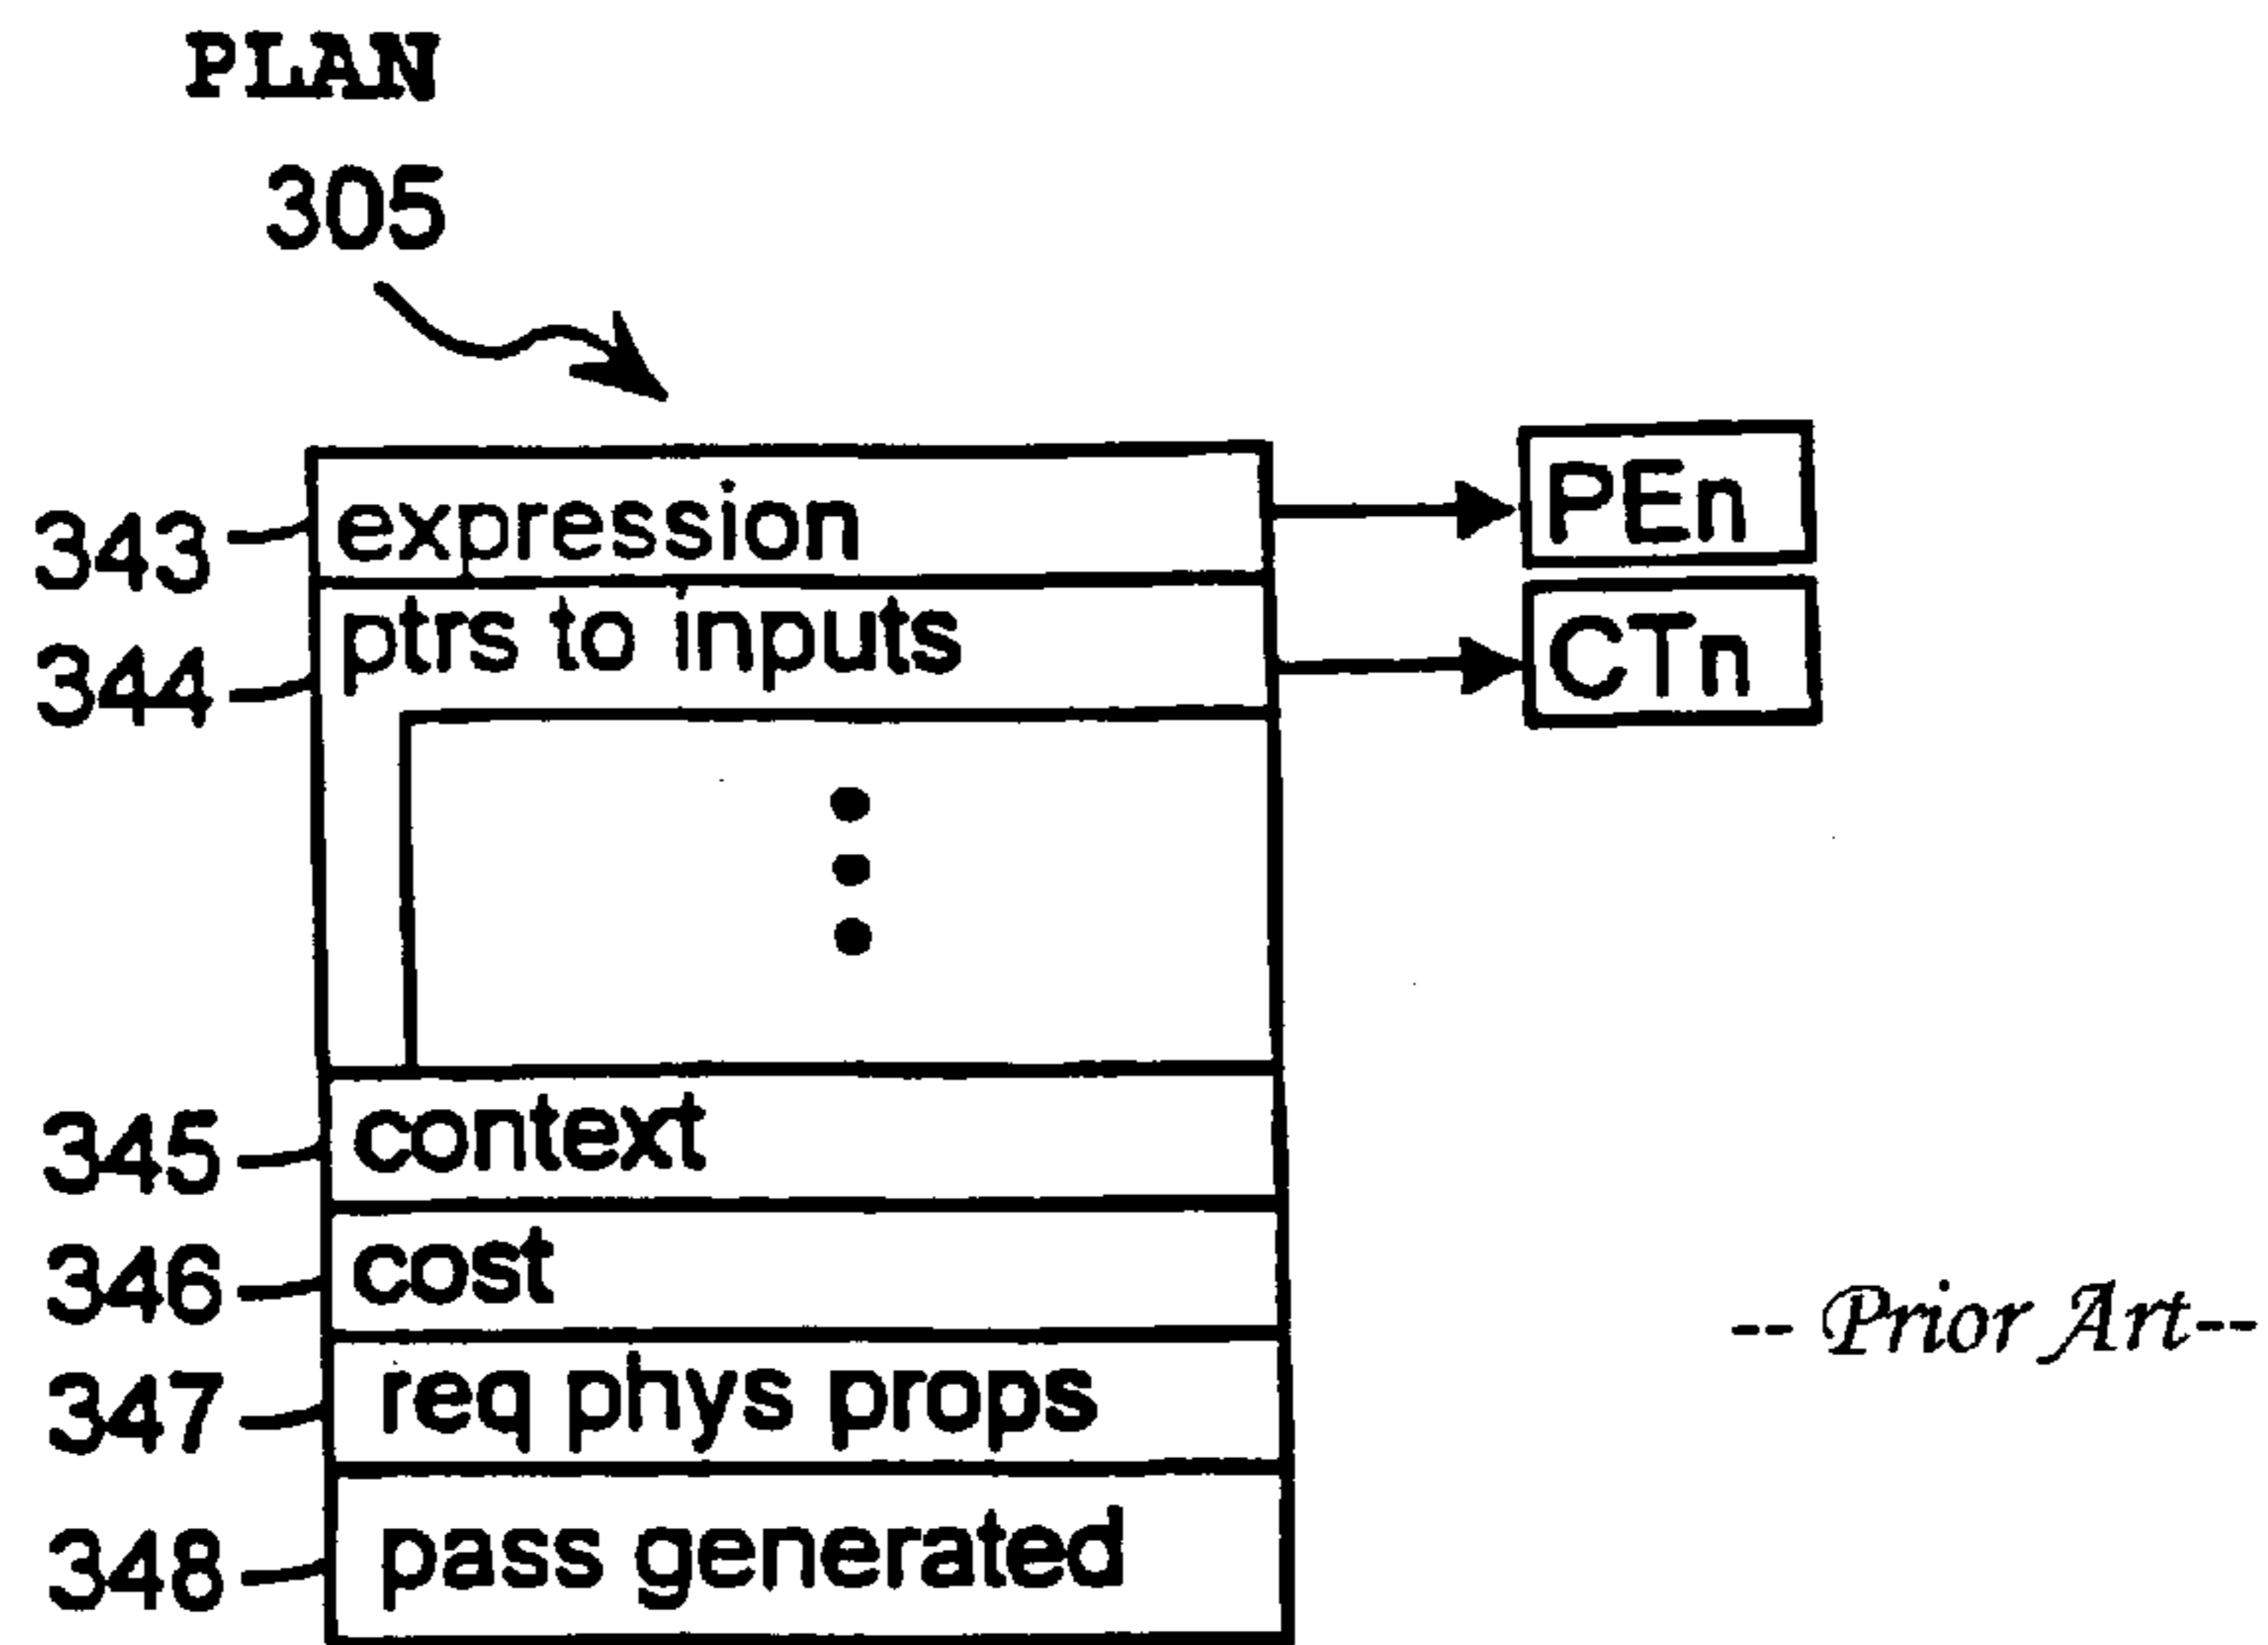 PLAN
305
343 expression PEn
344 ptrs to inputs CTn
345 context
346 cost
-- Prior Art--
347 req phys props
348 pass generated